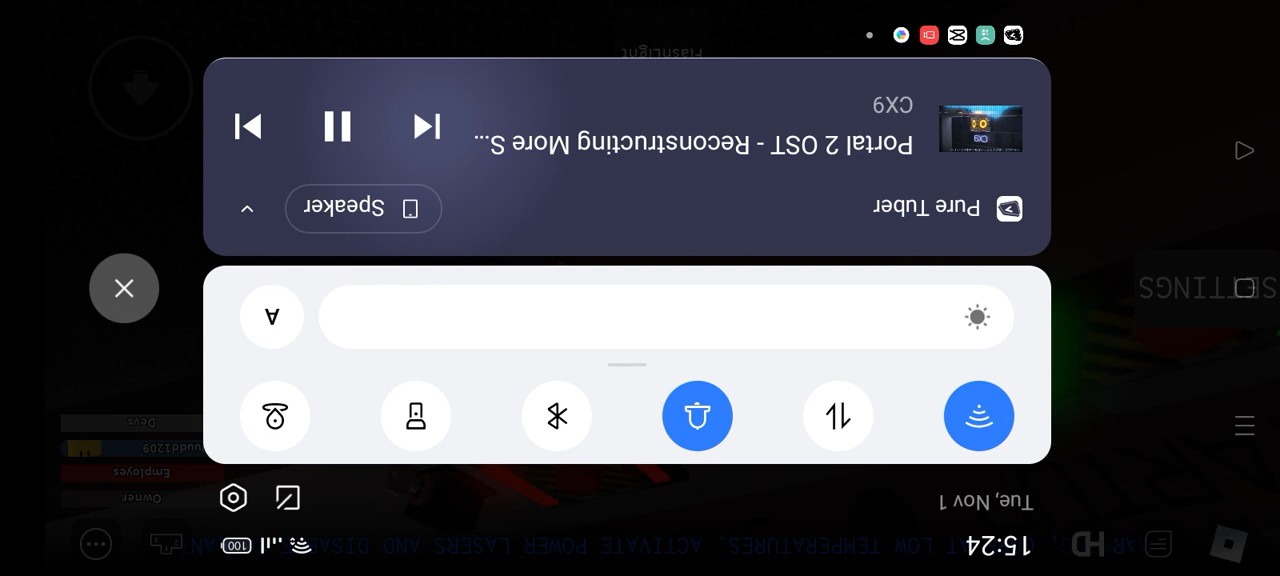 15:24
100
Tue, Nov 1
A
Pure Tuber
Speaker
Portal 2 OST - Reconstructing More S...
CX9
FlashLight
SETTINGS
HD
AT LOW TEMPERATURES, ACTIVATE POWER LASERS AND DISABLE
Owner
Employes
Devs